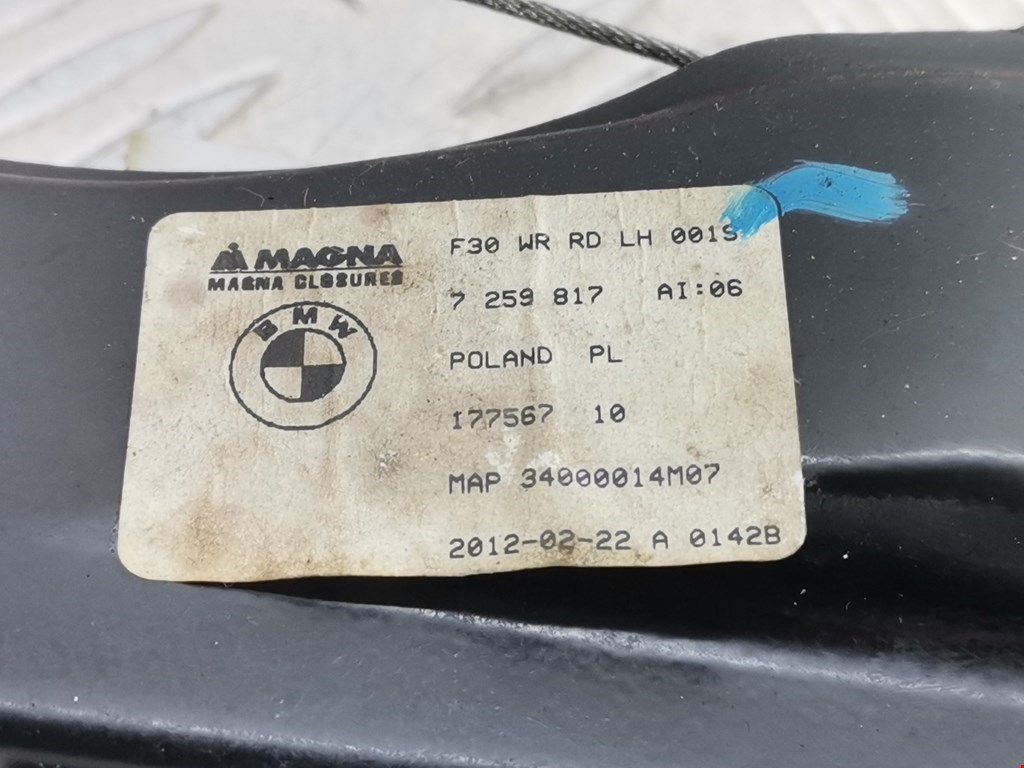 MAGNA
MAGNA CLOSURES
BMW
F30 WR RD LH 001S
7 259 817 AI:06
POLAND PL
177567 10
MAP 34000014M07
2012-02-22 A 0142B